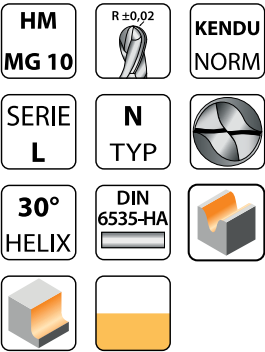 HM
MG 10
R ±0,02
KENDU
NORM
SERIE
L
N
TYP
30°
HELIX
DIN
6535-HA